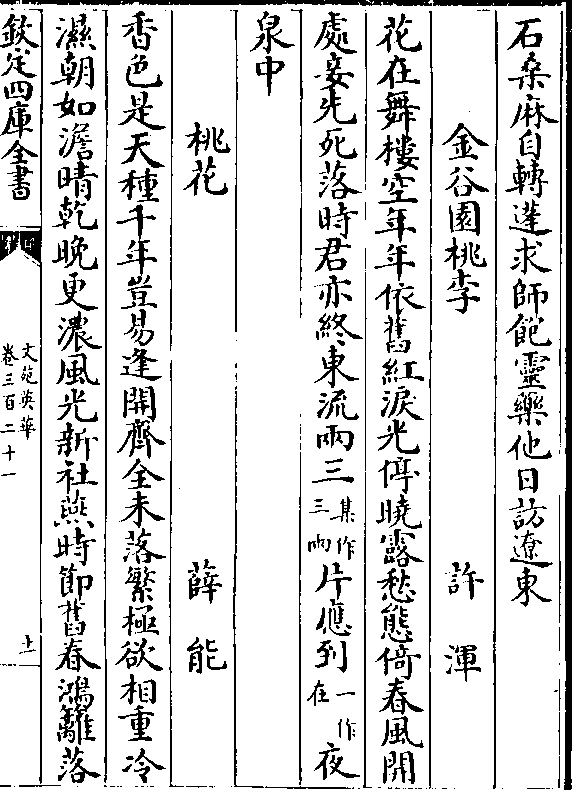 石桑麻自轉蓬求師飽靈藥他日訪遼東
金谷園桃李 許渾
花在舞樓空年年依舊紅淚光停曉露愁態倚春風開
處妾先死落時君亦終東流兩三某作三兩片應到一作在夜
泉中
桃花 薛能
香色是天種千年豈易逢開齊全未落繁極欲相重冷
濕朝如澹晴乾晚更濃風光新社燕時節舊春鴻籬落
欽定四庫全書
文苑英華
卷三百二十一
十一